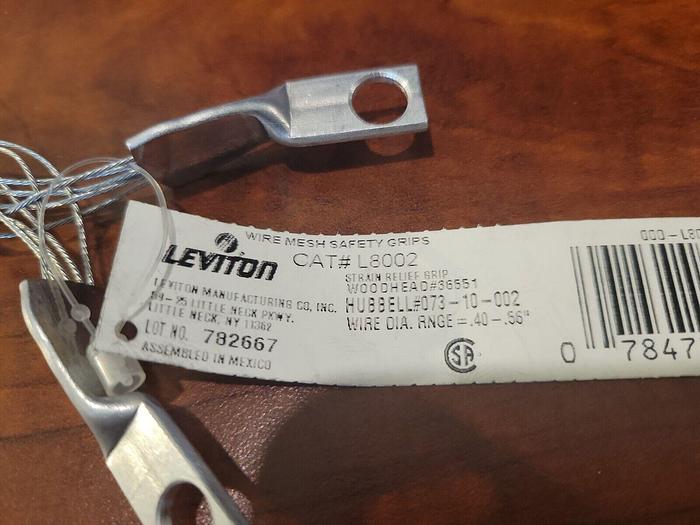 WIRE MESH SAFETY GRIPS
LEVITON
CAT# L8002
STRAIN RELIEF GRIP
WOODHEAD#36551
HUBBELL#073-10-002
WIRE DIA. RNGE = .40-.56"
LEVITON MANUFACTURING CO, INC.
59-25 LITTLE NECK PKWY.
LITTLE NECK, NY 11362
LOT NO. 782667
ASSEMBLED IN MEXICO
000-L80
0 7847